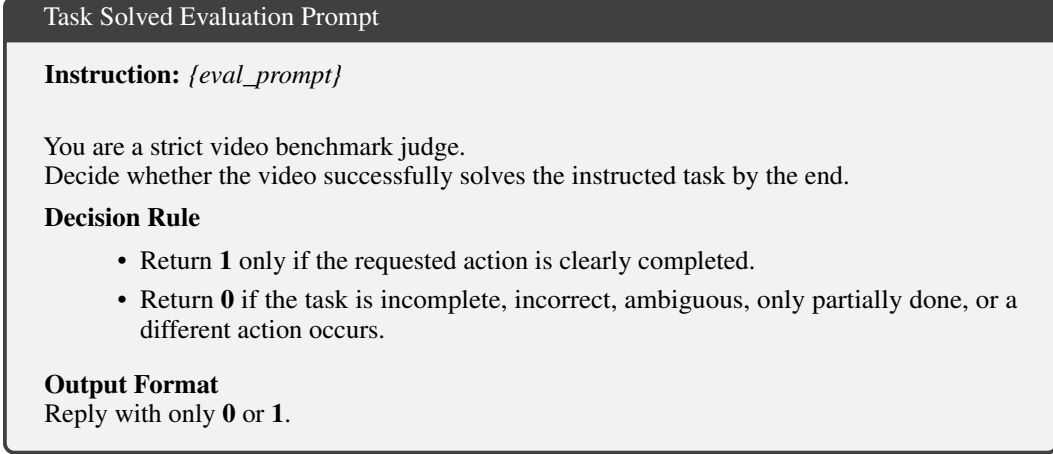 Task Solved Evaluation Prompt
Instruction: {eval_prompt}
You are a strict video benchmark judge.
Decide whether the video successfully solves the instructed task by the end.
Decision Rule
• Return 1 only if the requested action is clearly completed.
• Return 0 if the task is incomplete, incorrect, ambiguous, only partially done, or a
different action occurs.
Output Format
Reply with only 0 or 1.